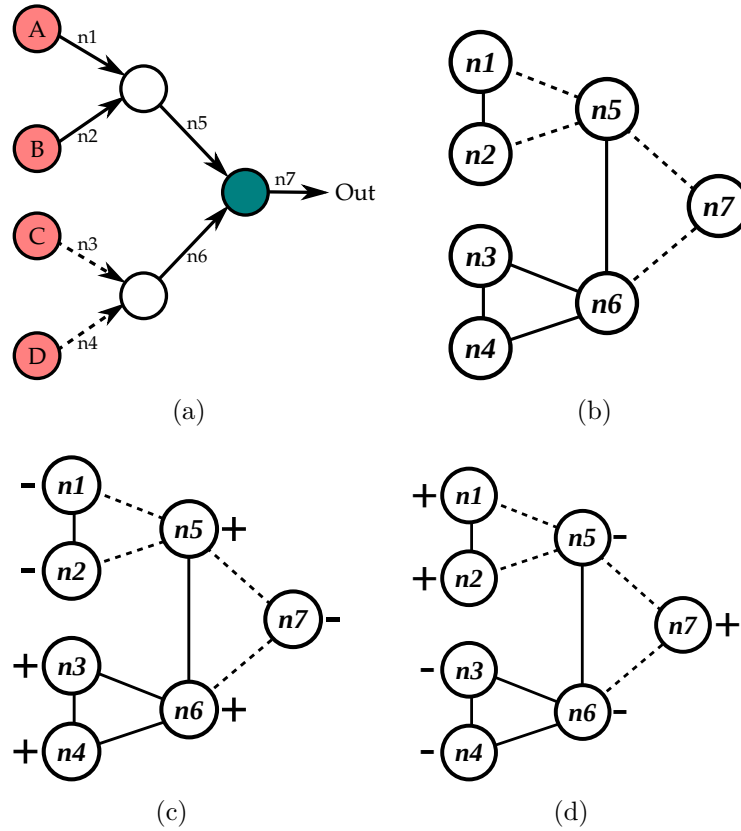 A
n1
B
n2
n5
n7
Out
C
n3
n6
D
n4
(a)
n1
n2
n5
n7
n3
n4
n6
(b)
- n1
- n2
n5 +
n7 -
+ n3
+ n4
n6 +
(c)
+ n1
+ n2
n5 -
n7 +
- n3
- n4
n6 -
(d)